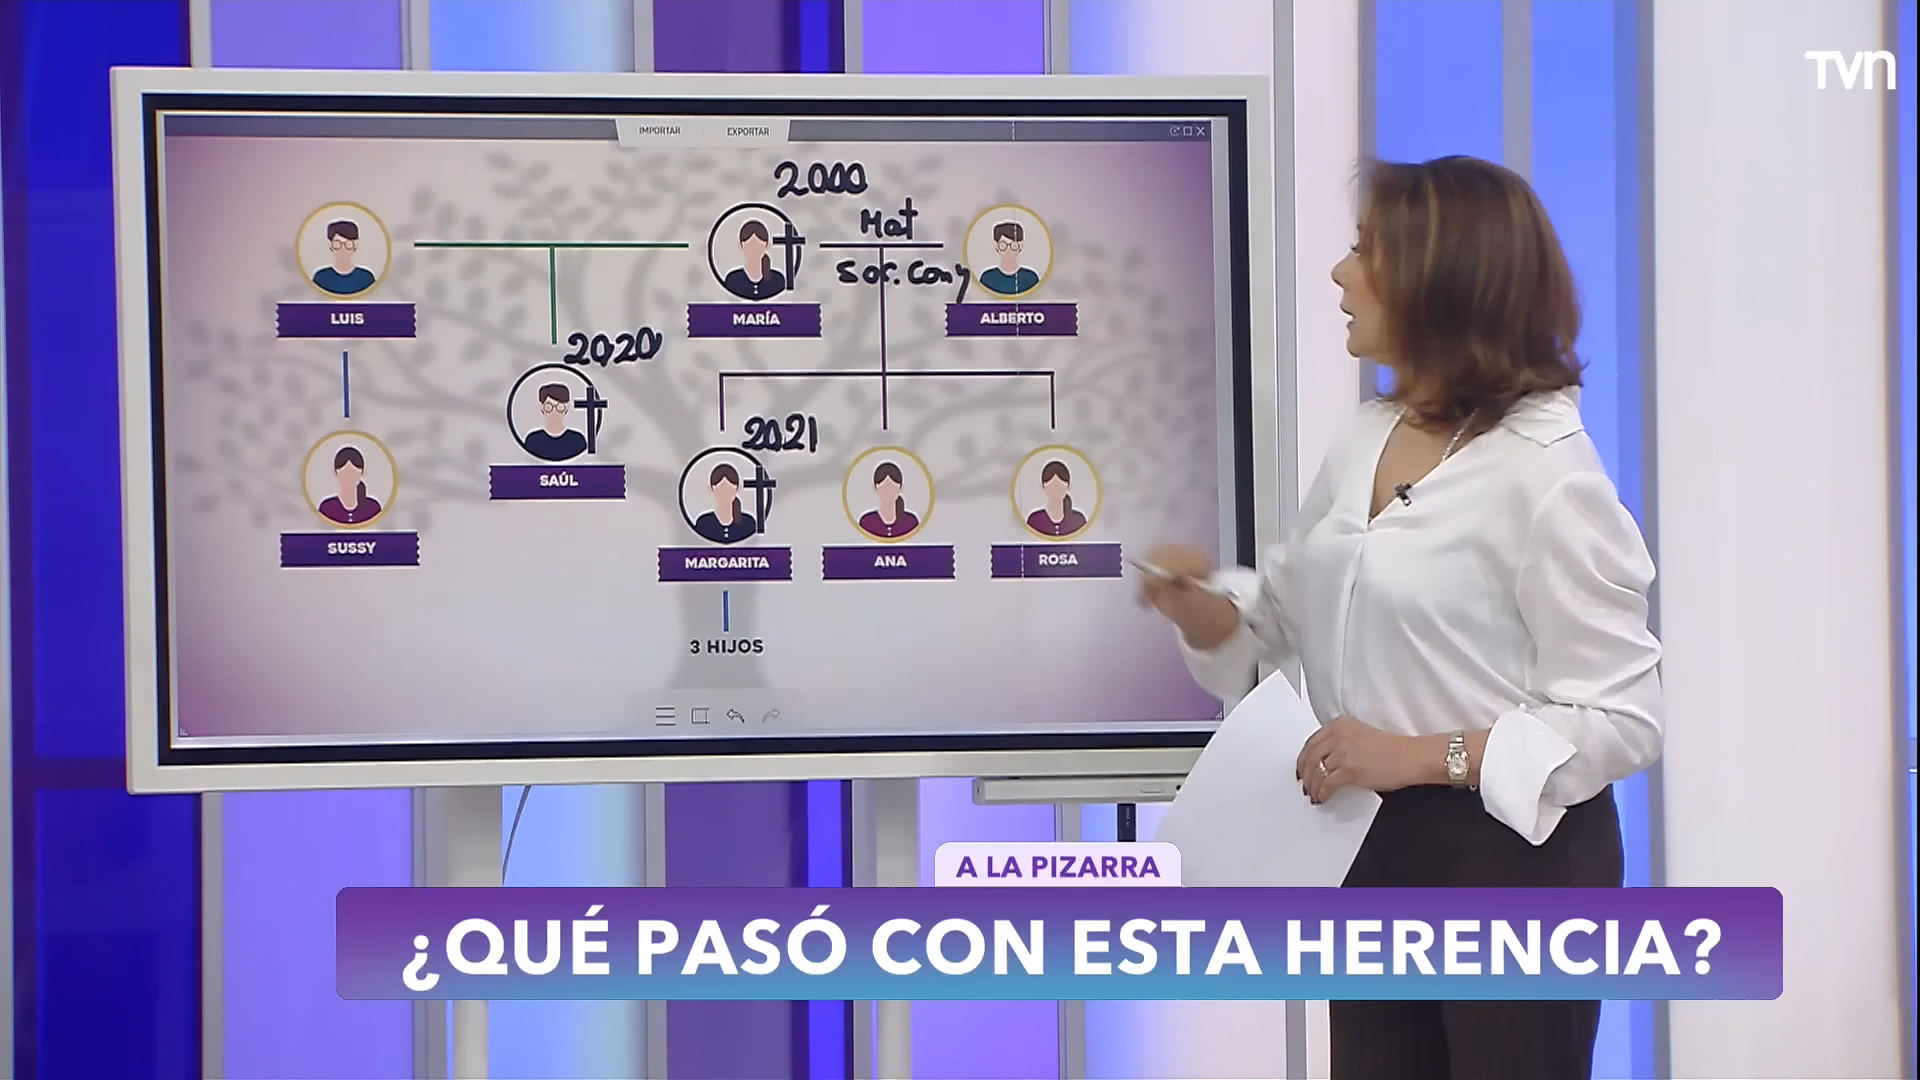 TVN
IMPORTAR EXPORTAR
2000
Mat
Soc. Cony
LUIS
MARÍA
ALBERTO
2020
SAÚL
2021
SUSSY
MARGARITA
ANA
ROSA
3 HIJOS
A LA PIZARRA
¿QUÉ PASÓ CON ESTA HERENCIA?